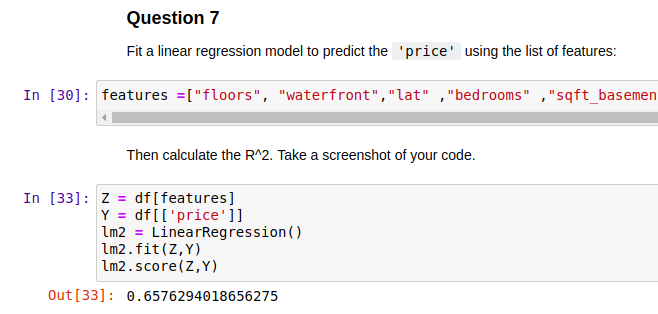 Question 7
Fit a linear regression model to predict the 'price' using the list of features:
In [30]: features =["floors", "waterfront","lat" ,"bedrooms" ,"sqft_basemen
Then calculate the R^2. Take a screenshot of your code.
In [33]: Z = df[features]
Y = df[['price']]
lm2 = LinearRegression()
lm2.fit(Z,Y)
lm2.score(Z,Y)
Out[33]: 0.6576294018656275